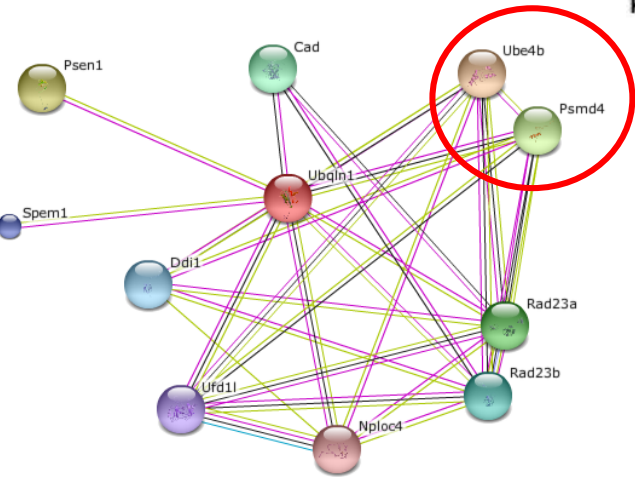 Cad
Ube4b
Psen1
Psmd4
Ubqln1
Spem1
Ddi1
Rad23a
Rad23b
Ufd1l
Nploc4